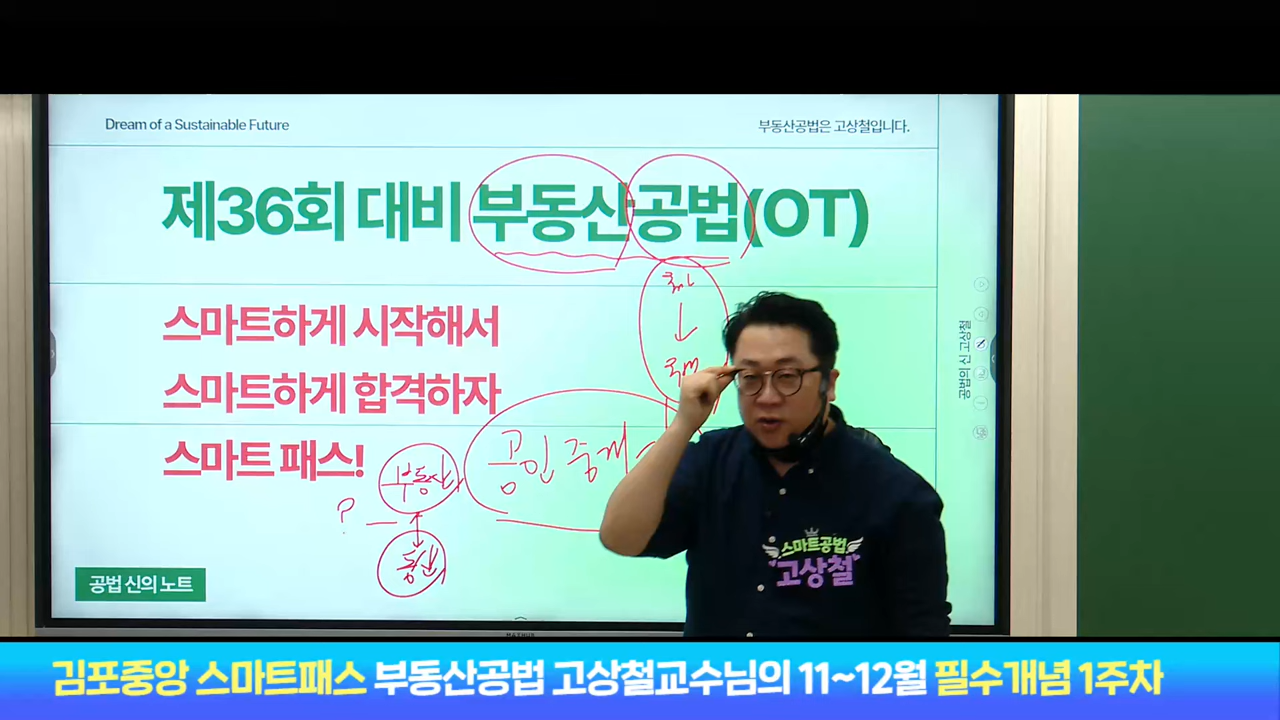 Dream of a Sustainable Future
부동산공법은 고상철입니다.
제36회 대비 부동산공법(OT)
스마트하게 시작해서
스마트하게 합격하자
스마트 패스!
부동산
공인중개
?
동산
공법 신의 노트
공법의 신 고상철
스마트공법
고상철
김포중앙 스마트패스 부동산공법 고상철교수님의 11~12월 필수개념 1주차